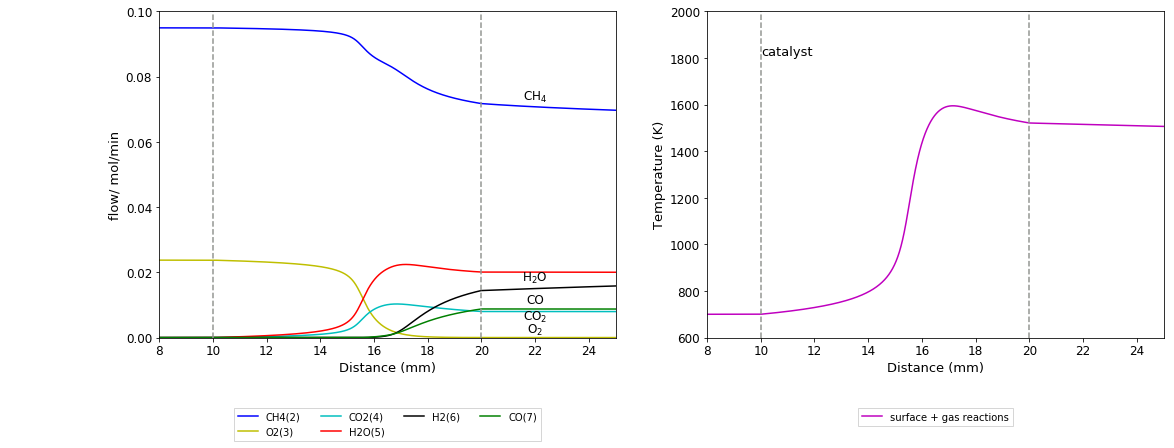 0.10
0.08
0.06
0.04
0.02
0.00
flow/ mol/min
CH4
H2O
CO
CO2
O2
8 10 12 14 16 18 20 22 24
Distance (mm)
CH4(2) CO2(4) H2(6) CO(7)
O2(3) H2O(5)
2000
1800
1600
1400
1200
1000
800
600
Temperature (K)
catalyst
8 10 12 14 16 18 20 22 24
Distance (mm)
surface + gas reactions